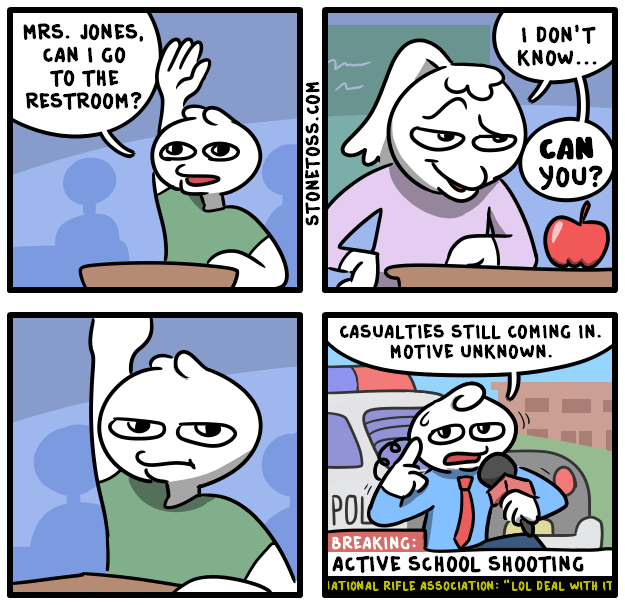 MRS. JONES,
CAN I GO
TO THE
RESTROOM?
STONETOSS.COM
I DON'T
KNOW...
CAN
YOU?
CASUALTIES STILL COMING IN.
MOTIVE UNKNOWN.
POL
BREAKING:
ACTIVE SCHOOL SHOOTING
NATIONAL RIFLE ASSOCIATION: "LOL DEAL WITH IT